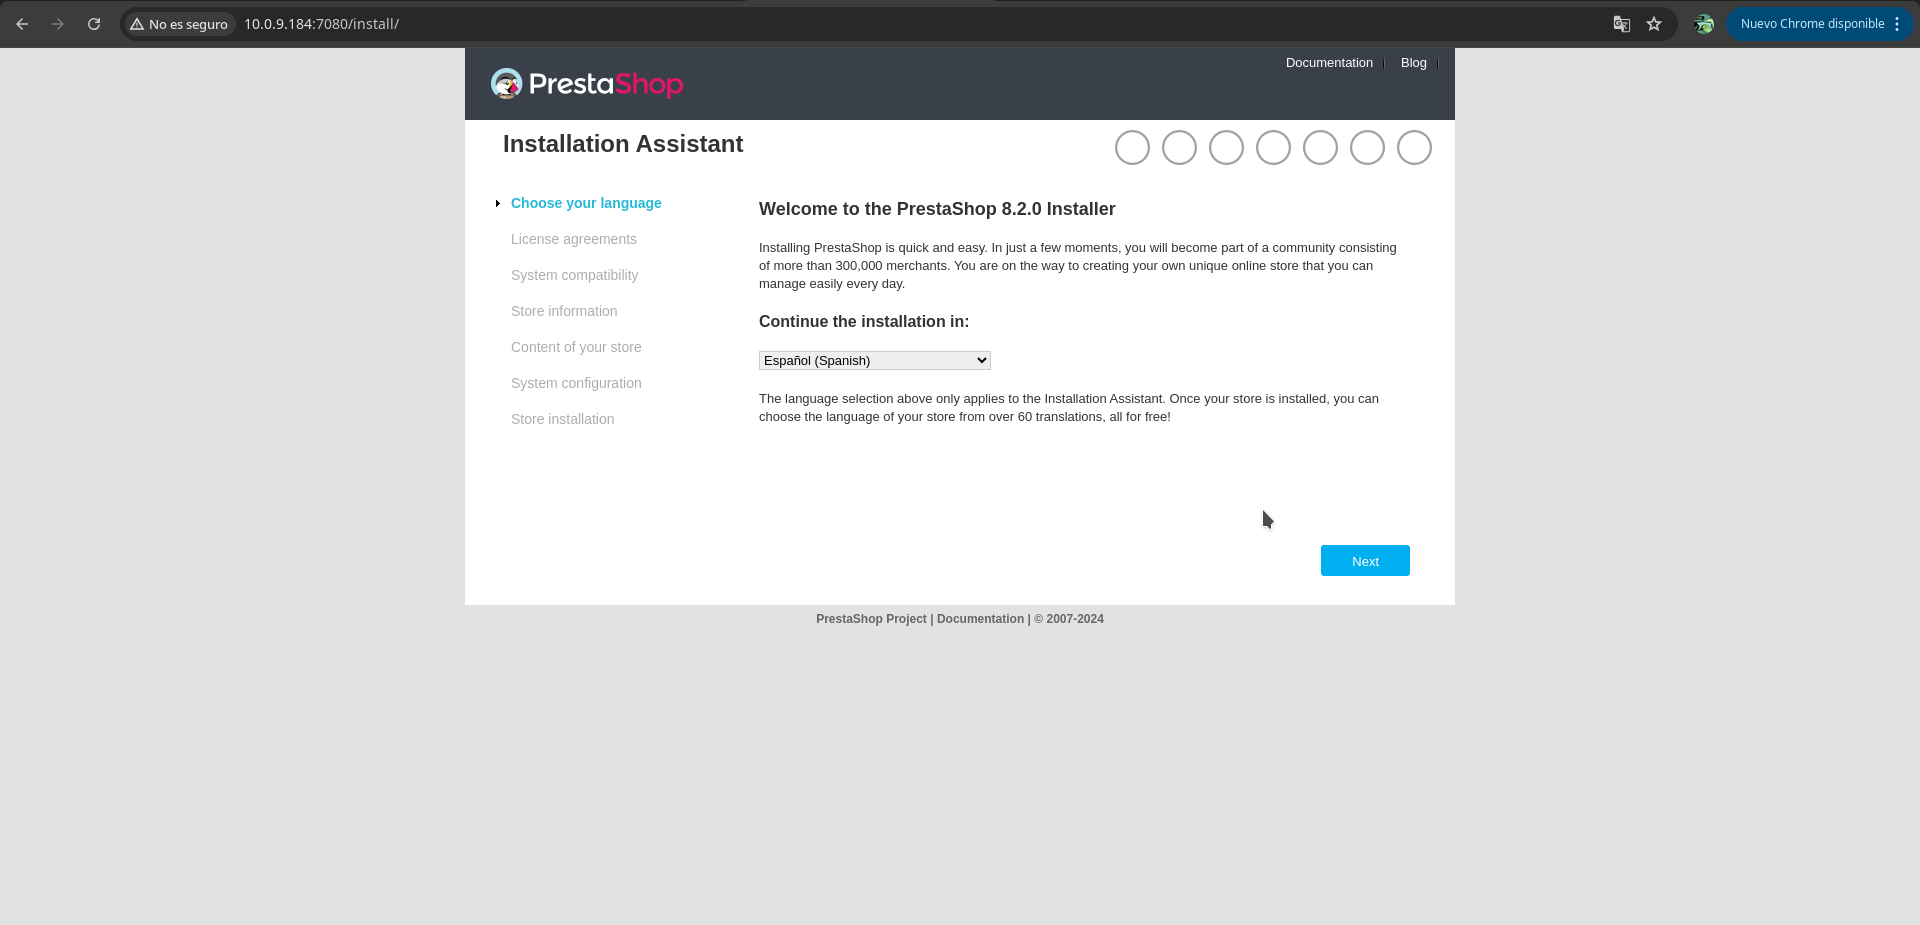 No es seguro
10.0.9.184:7080/install/
Nuevo Chrome disponible
Documentation
Blog
PrestaShop
Installation Assistant
Choose your language
License agreements
System compatibility
Store information
Content of your store
System configuration
Store installation
Welcome to the PrestaShop 8.2.0 Installer
Installing PrestaShop is quick and easy. In just a few moments, you will become part of a community consisting
of more than 300,000 merchants. You are on the way to creating your own unique online store that you can
manage easily every day.
Continue the installation in:
Español (Spanish)
The language selection above only applies to the Installation Assistant. Once your store is installed, you can
choose the language of your store from over 60 translations, all for free!
Next
PrestaShop Project | Documentation | © 2007-2024